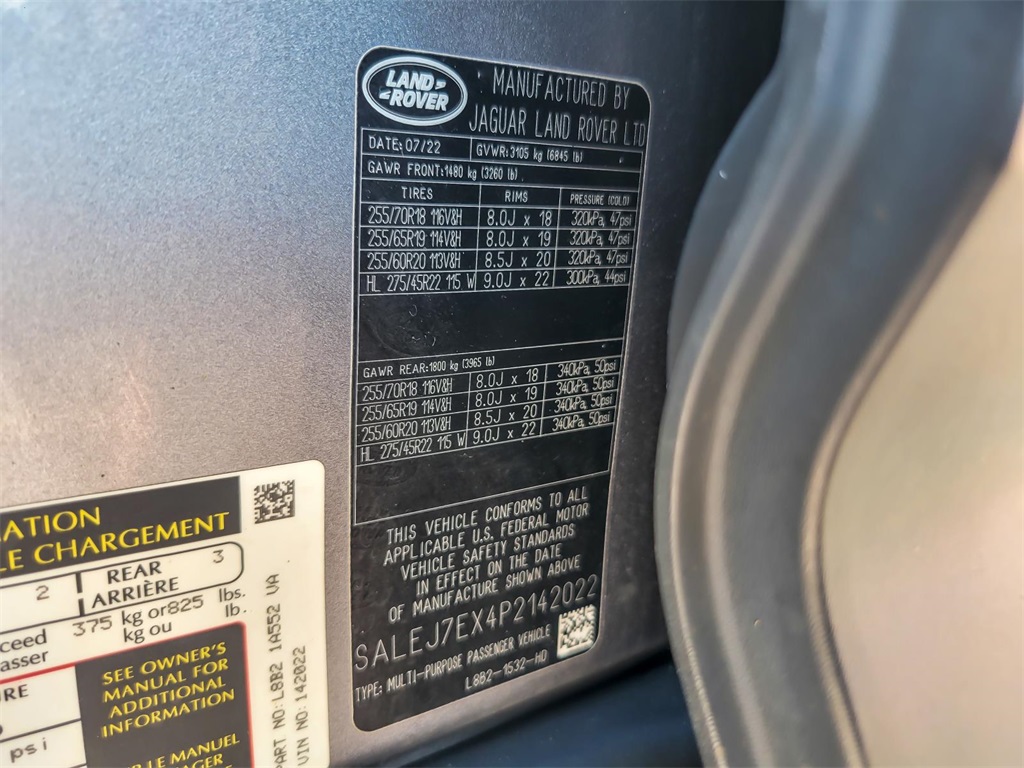 LAND
ROVER
MANUFACTURED BY
JAGUAR LAND ROVER LTD
DATE: 07/22 GVWR: 3105 kg (6845 lb)
GAWR FRONT: 1480 kg (3260 lb)
TIRES RIMS PRESSURE (COLD)
255/70R18 116V&H 8.0J x 18 320kPa, 47psi
255/65R19 114V&H 8.0J x 19 320kPa, 47psi
255/60R20 113V&H 8.5J x 20 320kPa, 47psi
HL 275/45R22 115 W 9.0J x 22 300kPa, 44psi
GAWR REAR: 1800 kg (3965 lb)
255/70R18 116V&H 8.0J x 18 340kPa, 50psi
255/65R19 114V&H 8.0J x 19 340kPa, 50psi
255/60R20 113V&H 8.5J x 20 340kPa, 50psi
HL 275/45R22 115 W 9.0J x 22 340kPa, 50psi
THIS VEHICLE CONFORMS TO ALL
APPLICABLE U.S. FEDERAL MOTOR
VEHICLE SAFETY STANDARDS
IN EFFECT ON THE DATE
OF MANUFACTURE SHOWN ABOVE
SALEJ7EX4P2142022
TYPE: MULTI-PURPOSE PASSENGER VEHICLE
L8B2-1532-HD
ATION
E CHARGEMENT
2 REAR 3
ARRIÈRE
ceed 375 kg or 825 lbs.
asser kg ou lb.
URE
SEE OWNER'S
MANUAL FOR
ADDITIONAL
INFORMATION
psi
R LE MANUEL
AGER
PART NO: L8B2 1A552 VA
VIN NO: 142022